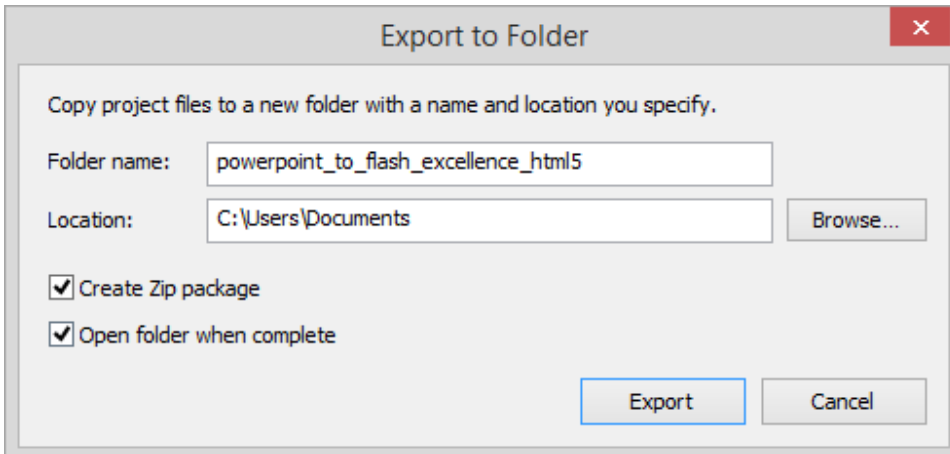 Export to Folder
Copy project files to a new folder with a name and location you specify.
Folder name: powerpoint_to_flash_excellence_html5
Location: C:\Users\Documents Browse...
Create Zip package
Open folder when complete
Export Cancel